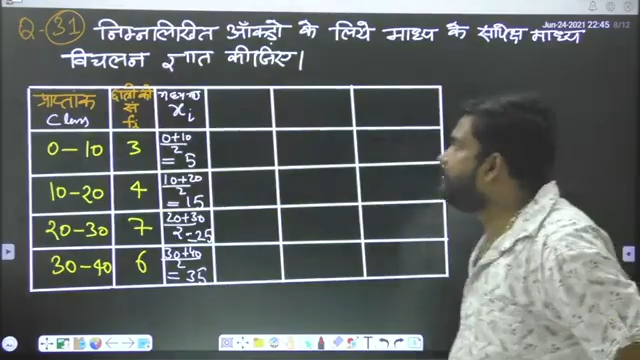 Q-31 निम्नलिखित आँकड़ो के लिये माध्य के सापेक्ष माध्य
विचलन ज्ञात कीजिए।
Jun-24-2021 22:45 8/12
प्राप्तांक Class छात्रों की सं fi xi
0-10 3 0+10/2 = 5
10-20 4 10+20/2 = 15
20-30 7 20+30/2 - 25
30-40 6 30+40/2 = 35